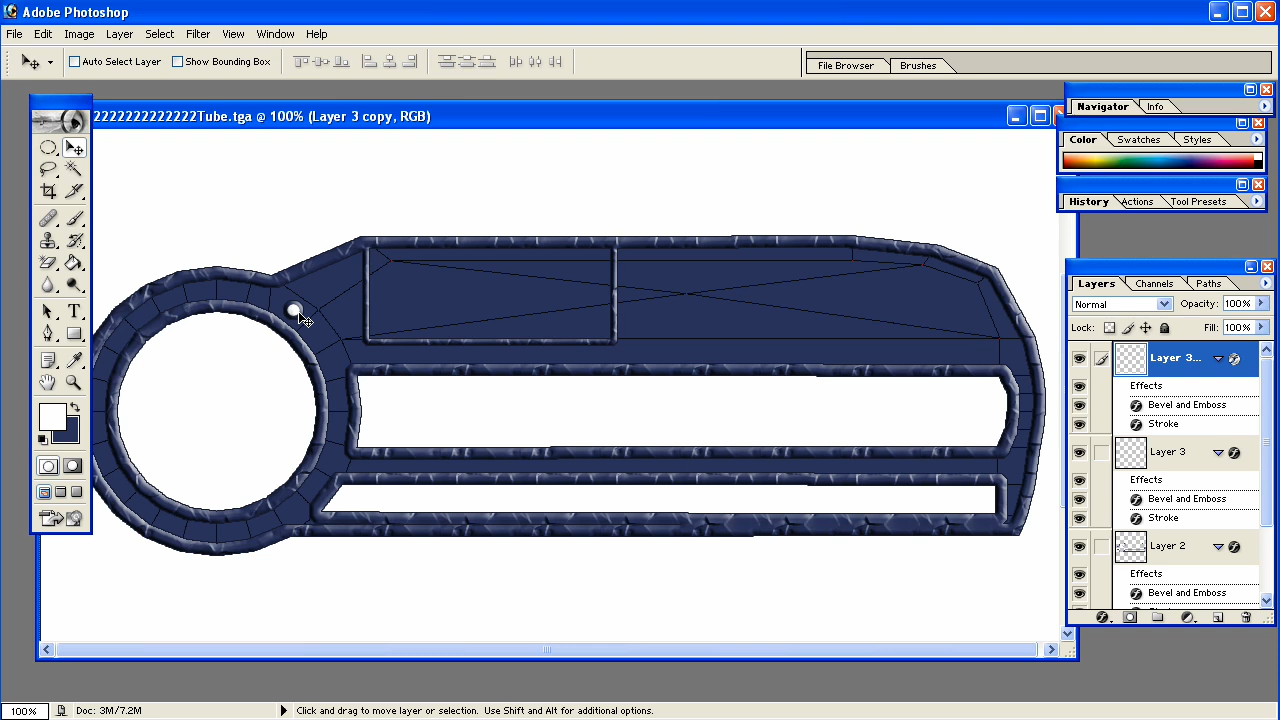 Adobe Photoshop
File Edit Image Layer Select Filter View Window Help
Auto Select Layer Show Bounding Box File Browser Brushes
22222222222222Tube.tga @ 100% (Layer 3 copy, RGB)
Navigator Info
Color Swatches Styles
History Actions Tool Presets
Layers Channels Paths
Normal Opacity: 100%
Lock: Fill: 100%
Layer 3...
Effects
Bevel and Emboss
Stroke
Layer 3
Effects
Bevel and Emboss
Stroke
Layer 2
Effects
Bevel and Emboss
100% Doc: 3M/7.2M Click and drag to move layer or selection. Use Shift and Alt for additional options.